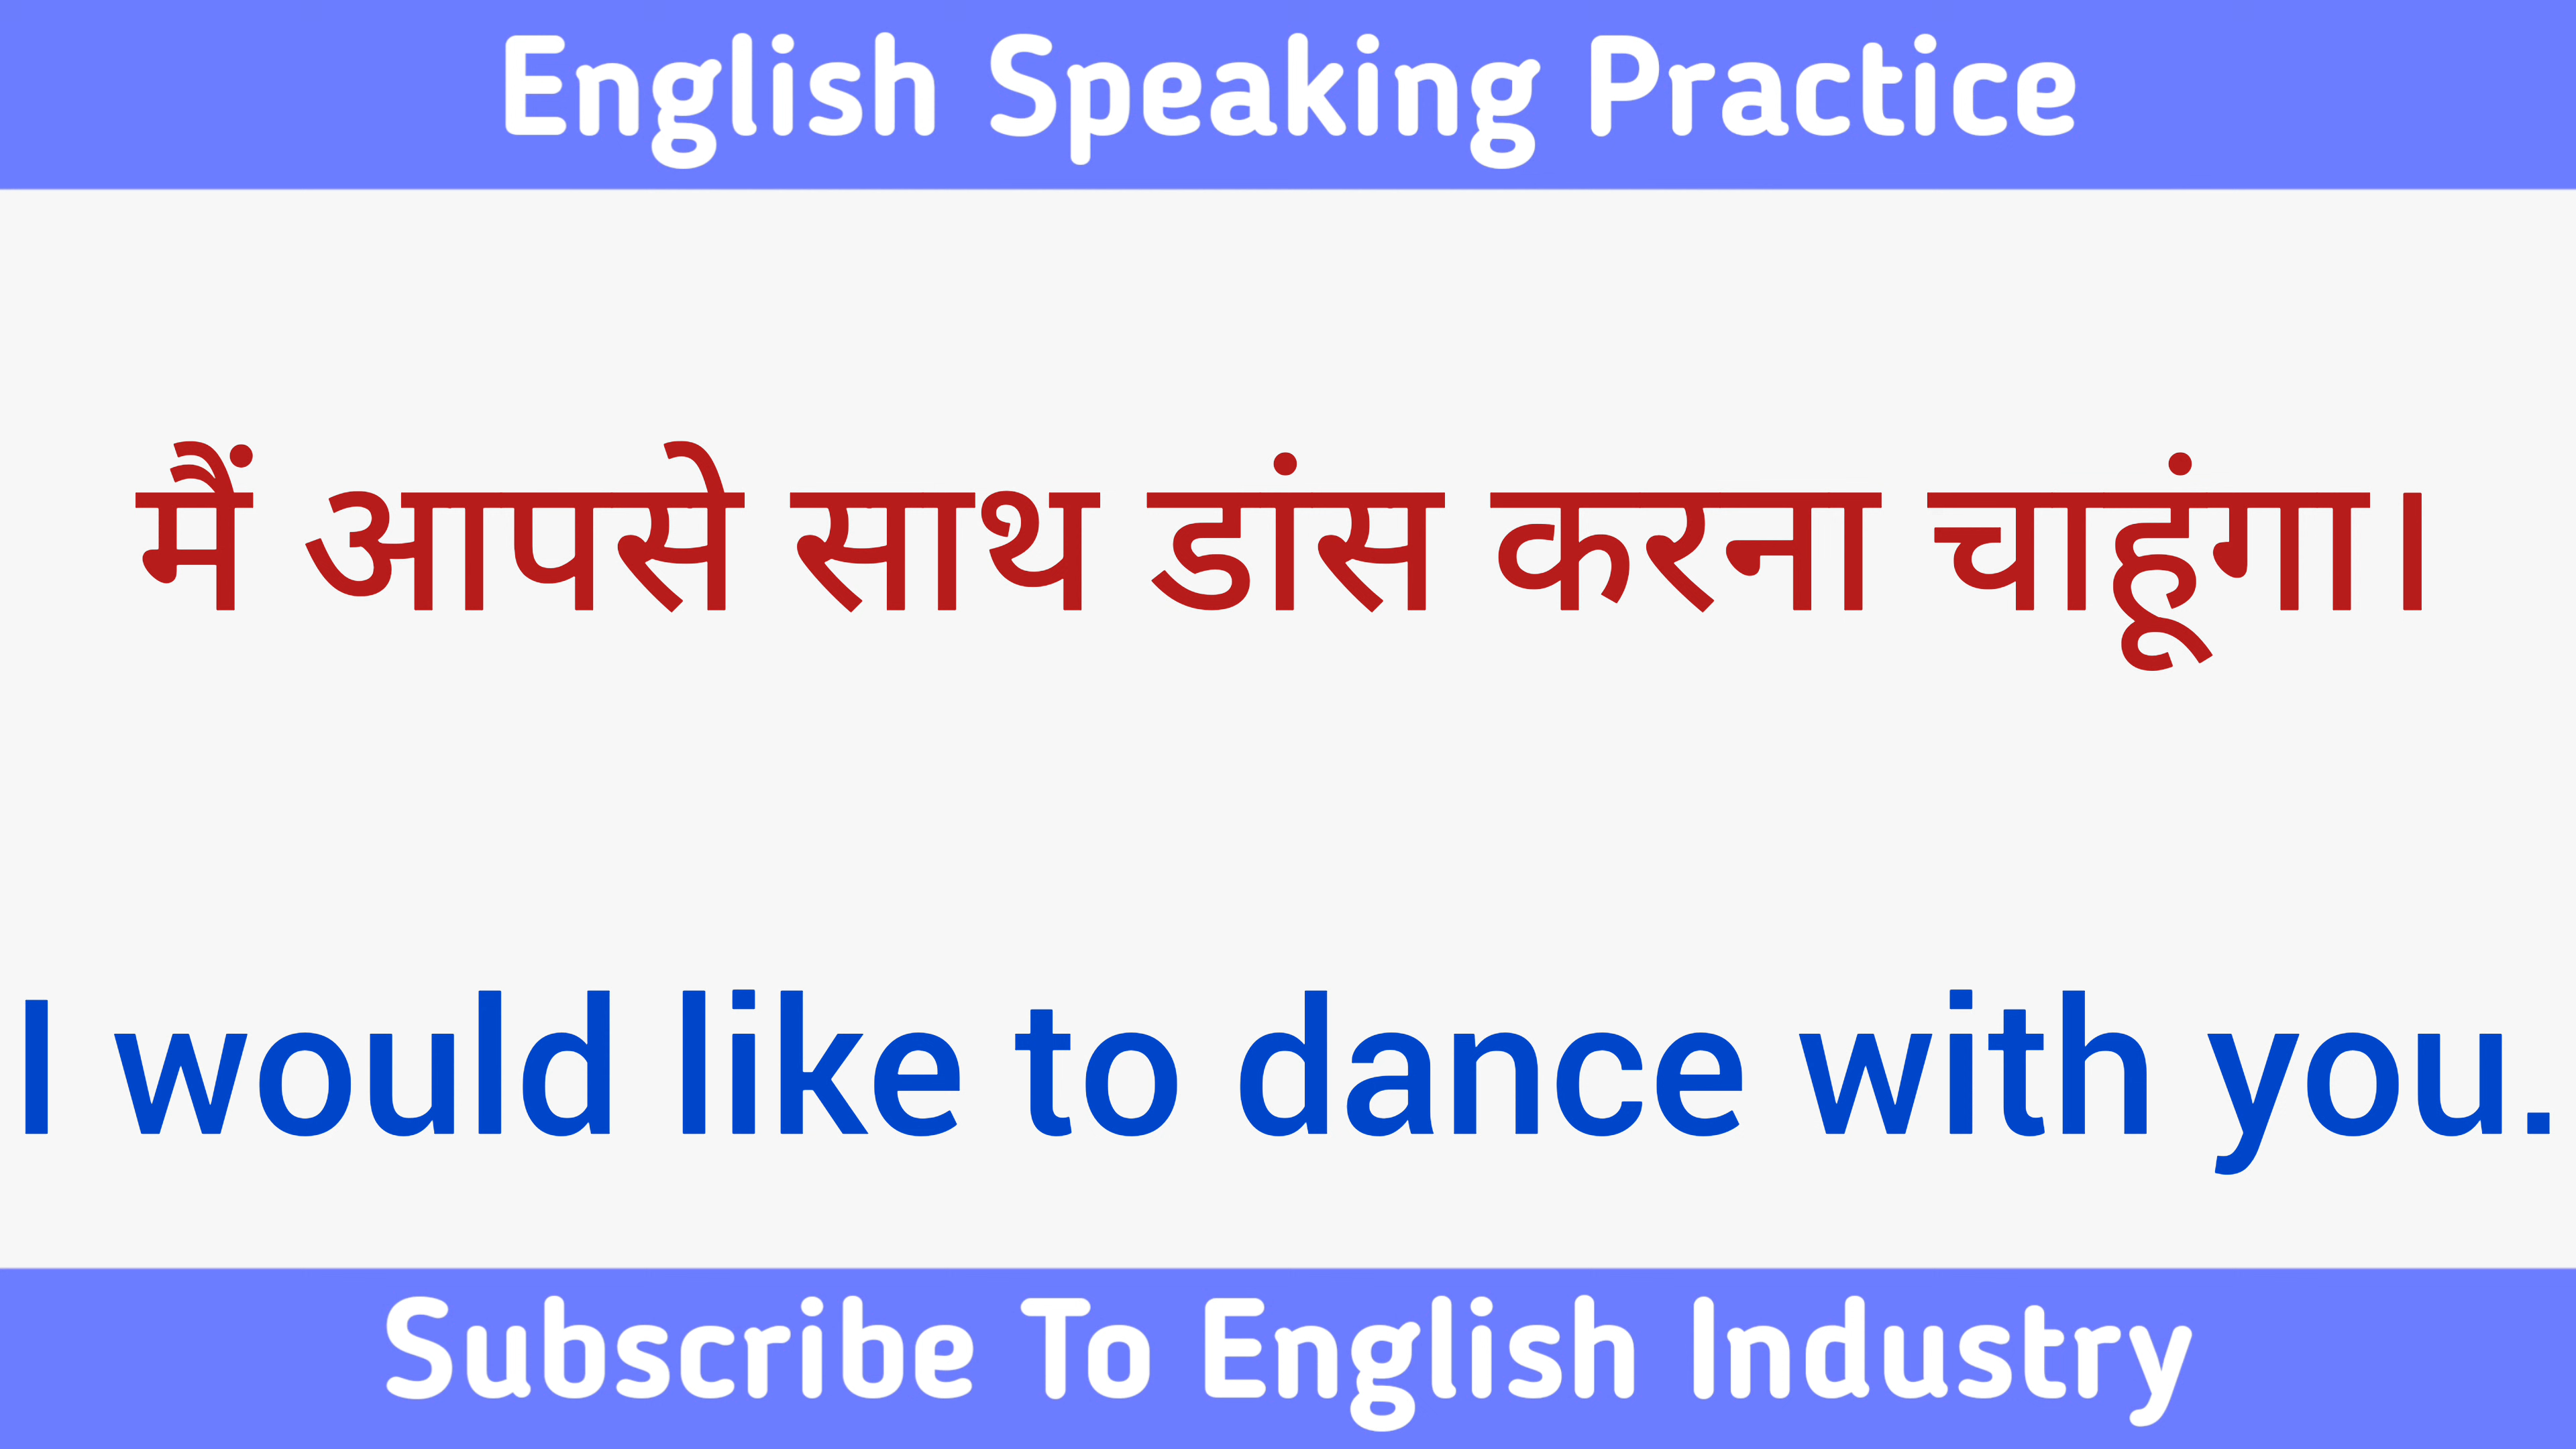 English Speaking Practice
मैं आपसे साथ डांस करना चाहूंगा।
I would like to dance with you.
Subscribe To English Industry